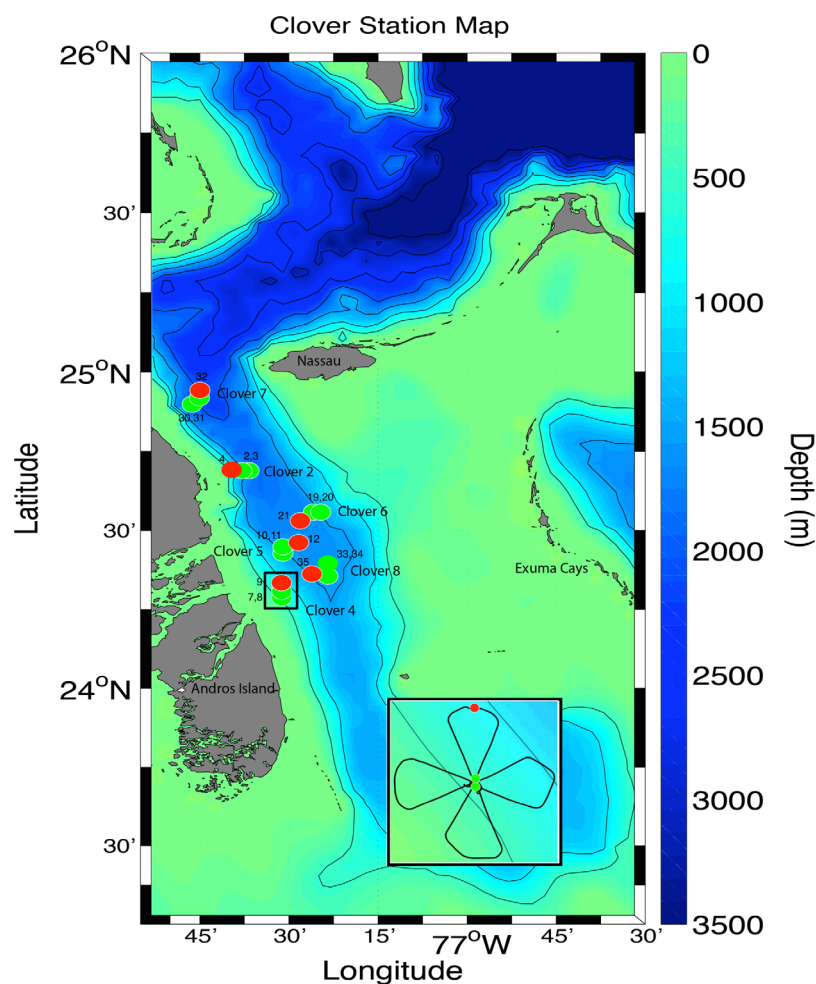 Clover Station Map
26°N
30'
25°N
30'
24°N
30'
Latitude
45'
30'
15'
77°W
45'
30'
Longitude
0
500
1000
1500
2000
2500
3000
3500
Depth (m)
Nassau
32
Clover 7
30,31
4
2,3
Clover 2
19,20
21
Clover 6
10,11
12
Clover 5
33,34
35
Clover 8
9
7,8
Clover 4
Exuma Cays
Andros Island